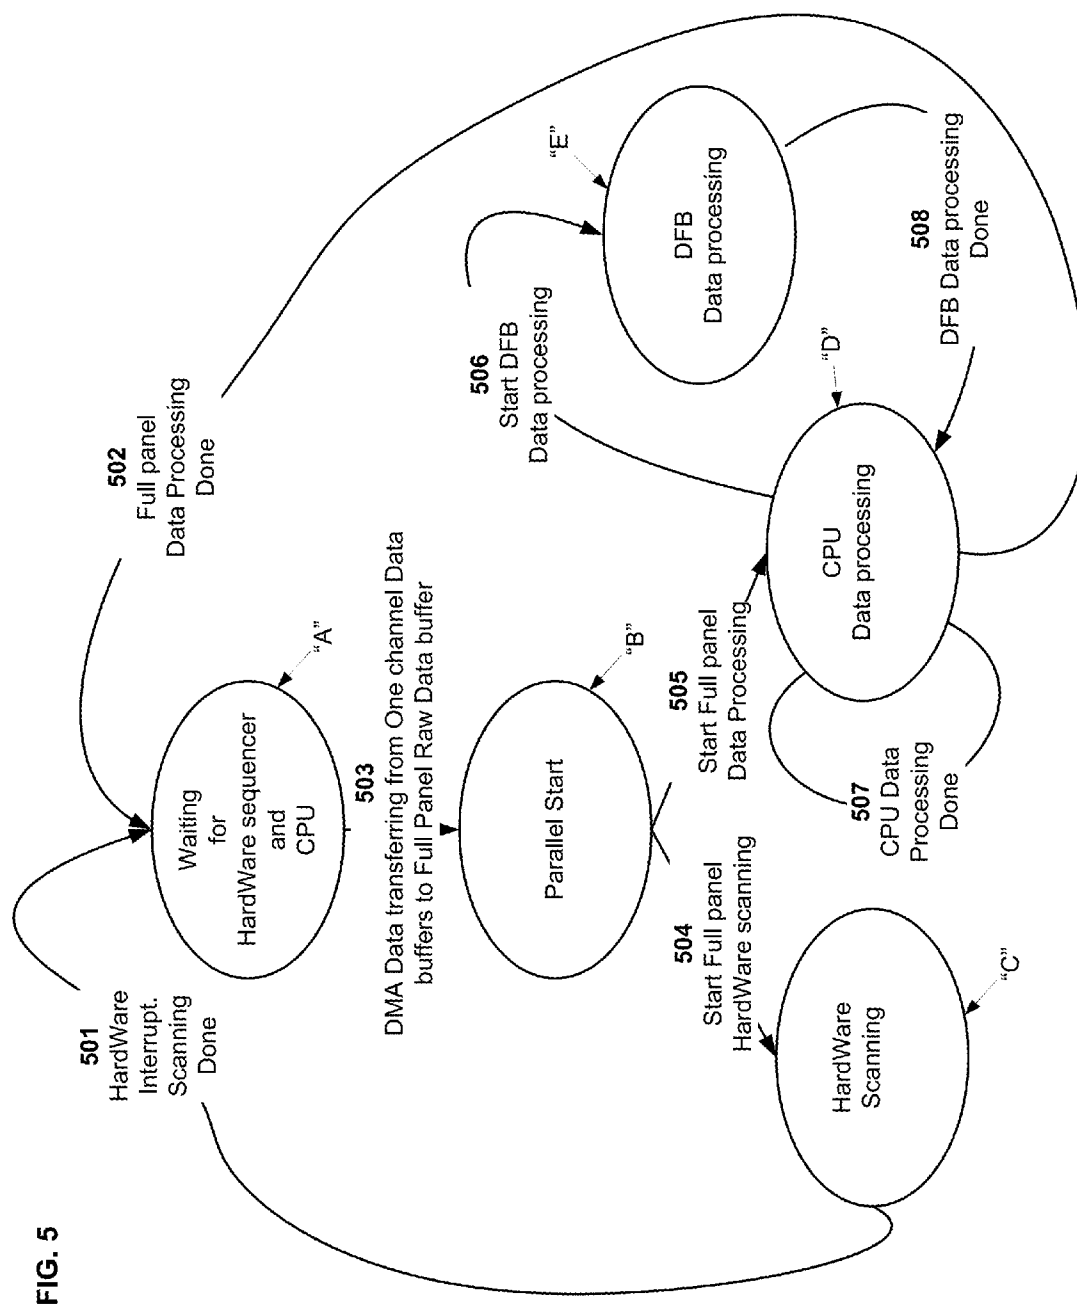 FIG. 5
501
HardWare
Interrupt.
Scanning
Done
502
Full panel
Data Processing
Done
Waiting
for
HardWare sequencer
and
CPU
"A"
503
DMA Data transferring from One channel Data
buffers to Full Panel Raw Data buffer
Parallel Start
"B"
504
Start Full panel
HardWare scanning
505
Start Full panel
Data Processing
506
Start DFB
Data processing
"E"
DFB
Data processing
HardWare
Scanning
"C"
507
CPU Data
Processing
Done
CPU
Data processing
"D"
508
DFB Data processing
Done